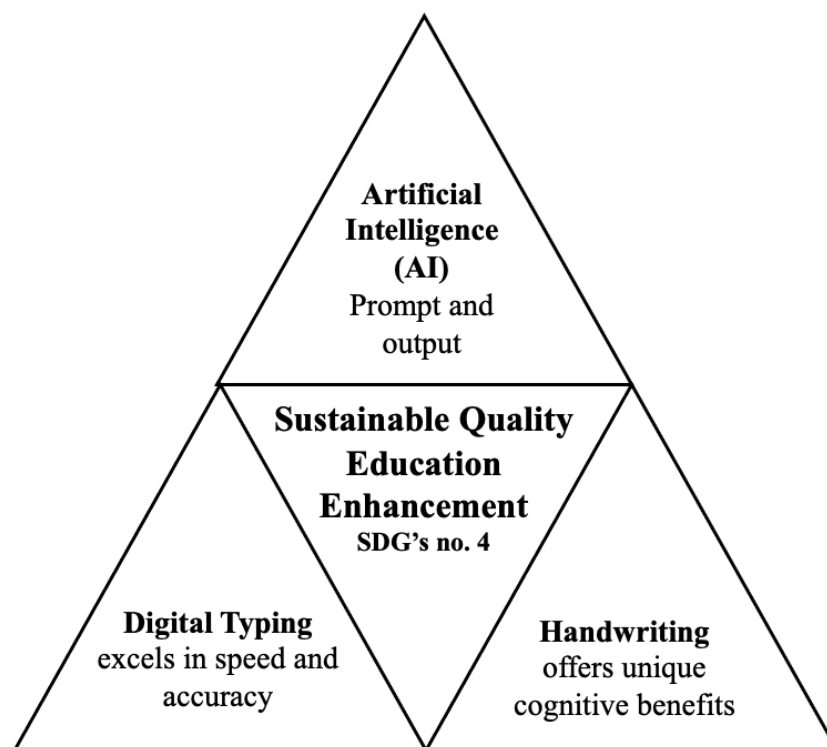 Artificial
Intelligence
(AI)
Prompt and
output
Sustainable Quality
Education
Enhancement
SDG’s no. 4
Digital Typing
excels in speed and
accuracy
Handwriting
offers unique
cognitive benefits